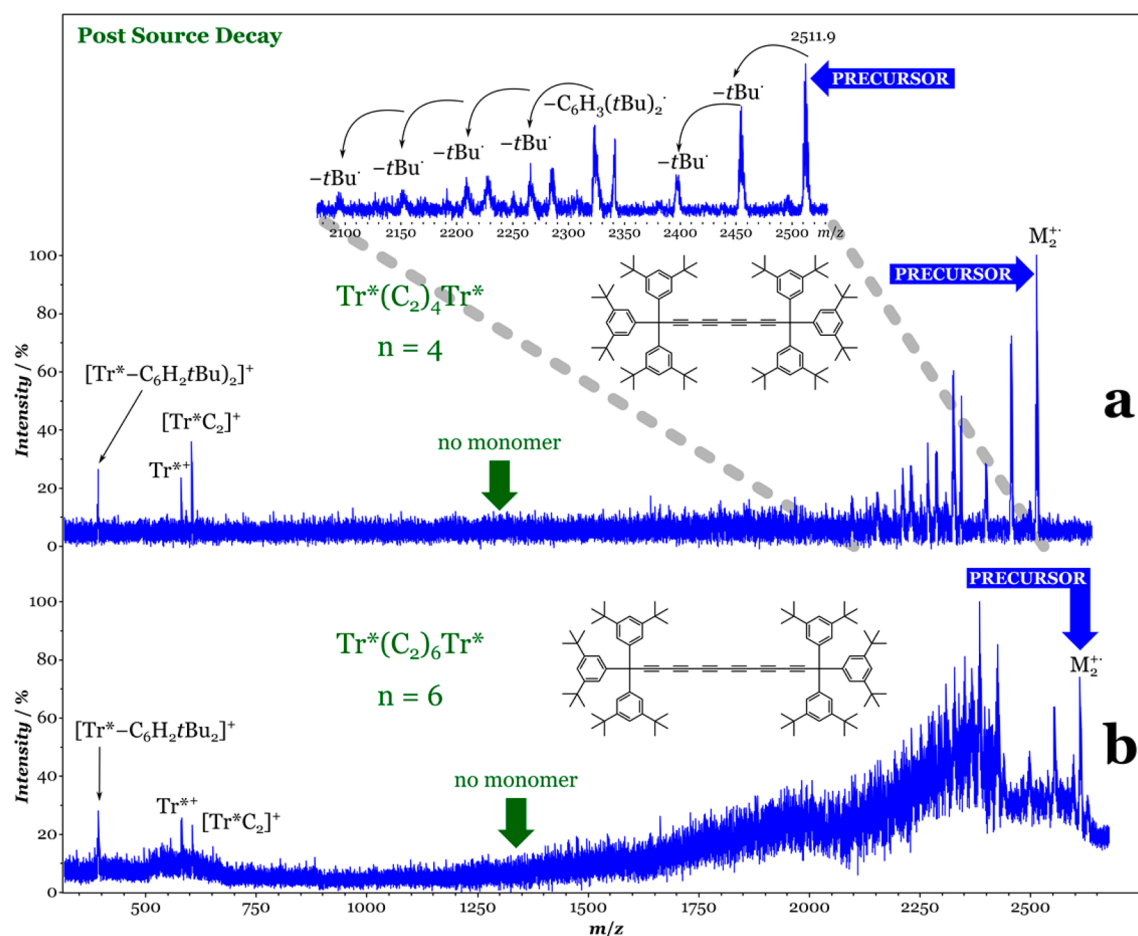 Post Source Decay
2511.9
PRECURSOR
–tBu·
–C₆H₃(tBu)₂·
–tBu·
–tBu·
–tBu·
–tBu·
–tBu·
2100 2150 2200 2250 2300 2350 2400 2450 2500 m/z
M₂⁺·
PRECURSOR
Tr*(C₂)₄Tr*
n = 4
[Tr*–C₆H₂tBu)₂]⁺
[Tr*C₂]⁺
Tr*⁺
no monomer
a
Intensity / %
100
80
60
40
20
0
PRECURSOR
M₂⁺·
Tr*(C₂)₆Tr*
n = 6
[Tr*–C₆H₂tBu₂]⁺
Tr*⁺
[Tr*C₂]⁺
no monomer
b
Intensity / %
100
80
60
40
20
0
500 750 1000 1250 1500 1750 2000 2250 2500
m/z